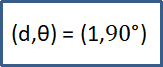 (d,θ) = (1,90°)